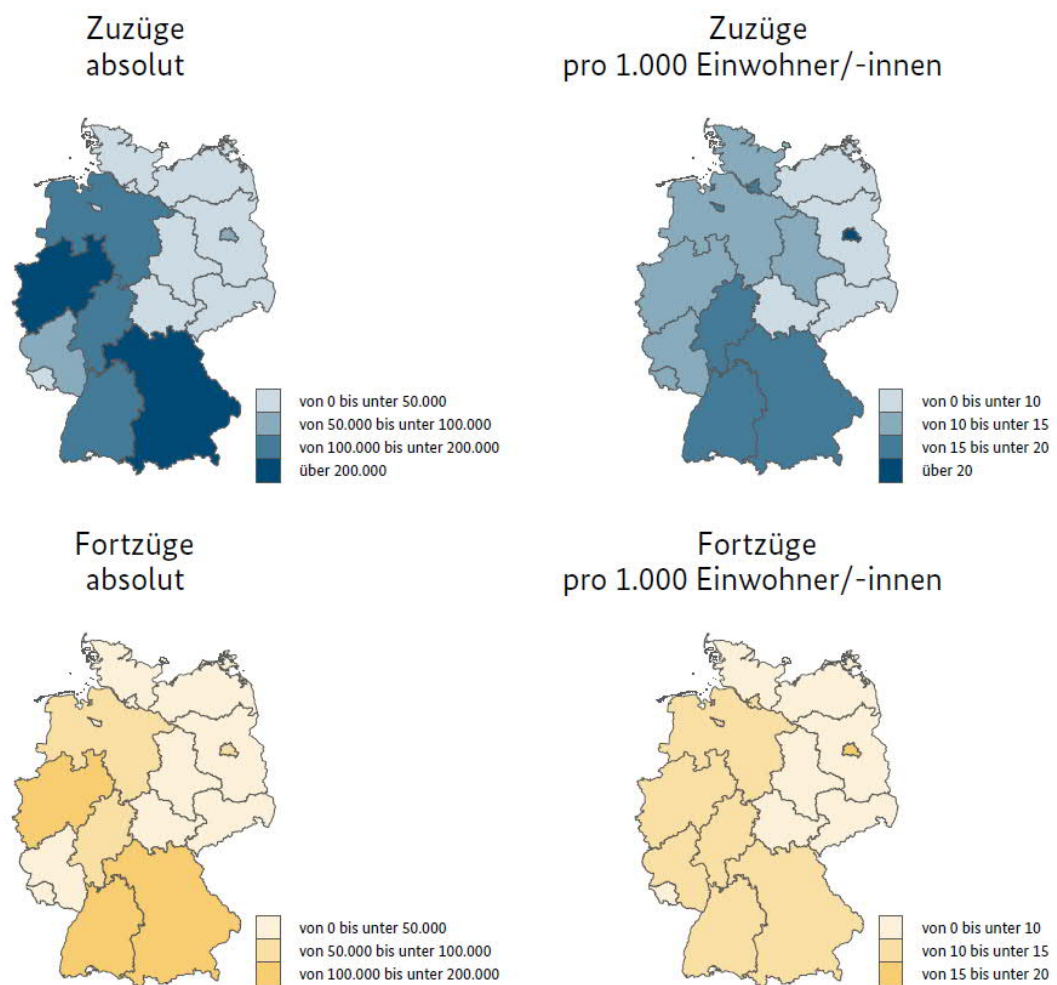 Zuzüge
absolut
von 0 bis unter 50.000
von 50.000 bis unter 100.000
von 100.000 bis unter 200.000
über 200.000
Zuzüge
pro 1.000 Einwohner/-innen
von 0 bis unter 10
von 10 bis unter 15
von 15 bis unter 20
über 20
Fortzüge
absolut
von 0 bis unter 50.000
von 50.000 bis unter 100.000
von 100.000 bis unter 200.000
Fortzüge
pro 1.000 Einwohner/-innen
von 0 bis unter 10
von 10 bis unter 15
von 15 bis unter 20